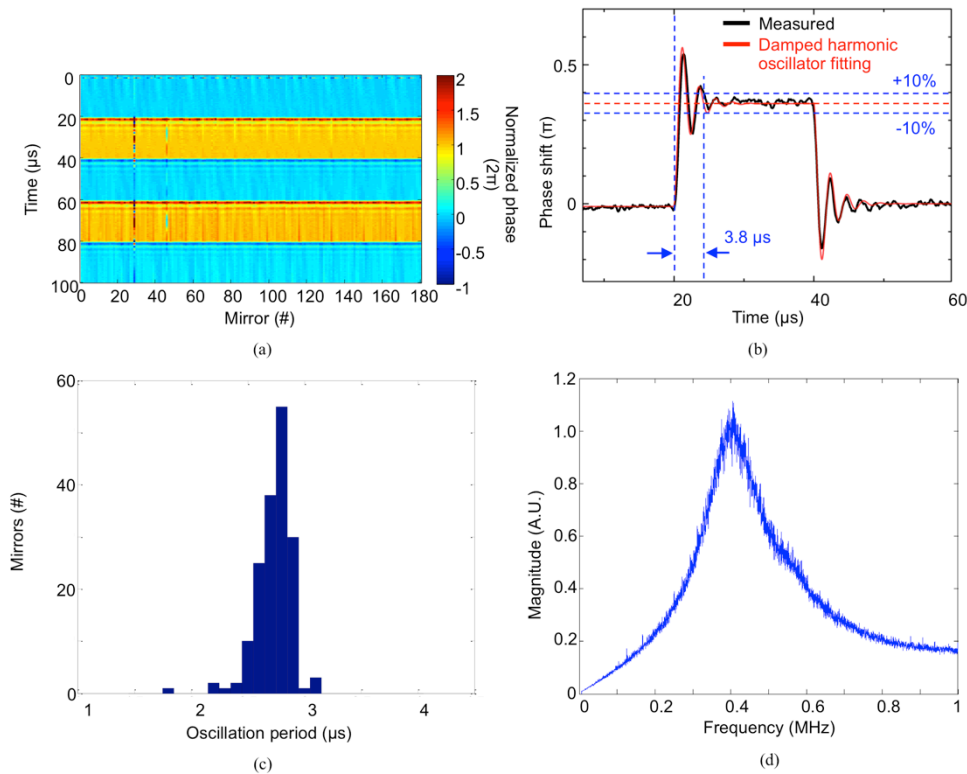 0
20
40
60
80
100
Time (µs)
0 20 40 60 80 100 120 140 160 180
Mirror (#)
2
1.5
1
0.5
0
-0.5
-1
Normalized phase
(2π)
(a)
Measured
Damped harmonic
oscillator fitting
+10%
-10%
3.8 µs
0.5
0
Phase shift (π)
20 40 60
Time (µs)
(b)
60
40
20
0
Mirrors (#)
1 2 3 4
Oscillation period (µs)
(c)
1.2
1.0
0.8
0.6
0.4
0.2
0
Magnitude (A.U.)
0 0.2 0.4 0.6 0.8 1
Frequency (MHz)
(d)